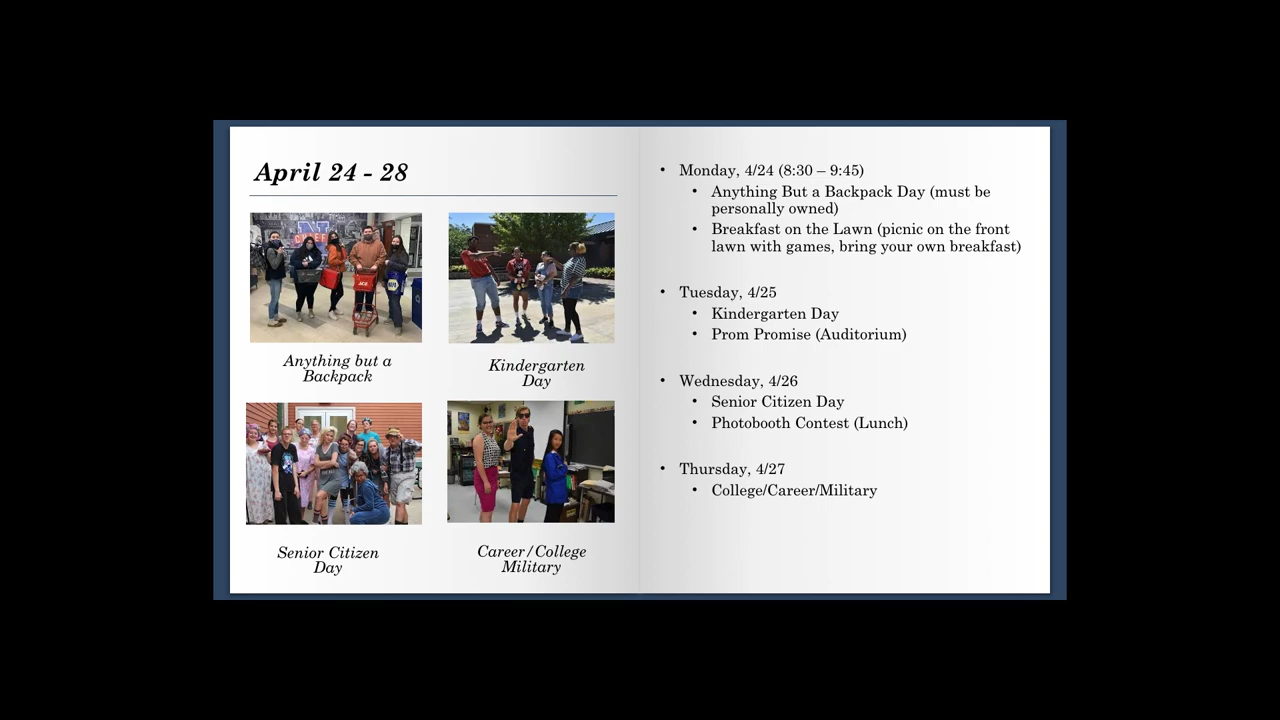 April 24 - 28
Anything but a
Backpack
Kindergarten
Day
Senior Citizen
Day
Career/College
Military
• Monday, 4/24 (8:30 – 9:45)
• Anything But a Backpack Day (must be
personally owned)
• Breakfast on the Lawn (picnic on the front
lawn with games, bring your own breakfast)
• Tuesday, 4/25
• Kindergarten Day
• Prom Promise (Auditorium)
• Wednesday, 4/26
• Senior Citizen Day
• Photobooth Contest (Lunch)
• Thursday, 4/27
• College/Career/Military